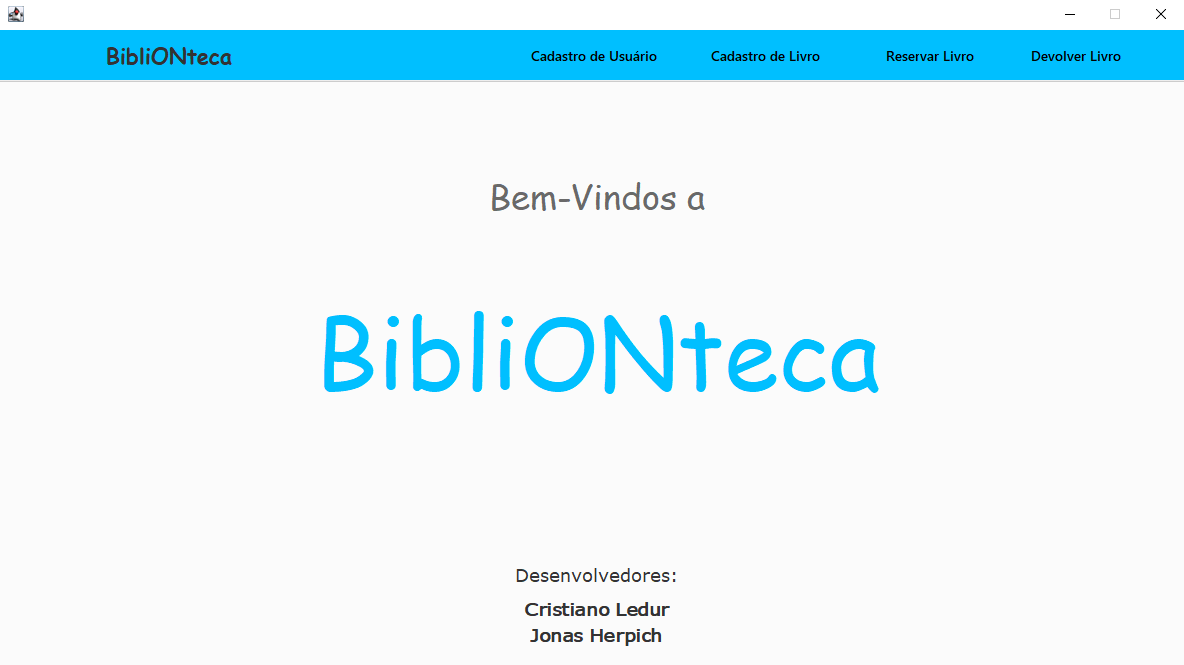 BibliONteca
Cadastro de Usuário
Cadastro de Livro
Reservar Livro
Devolver Livro
Bem-Vindos a
BibliONteca
Desenvolvedores:
Cristiano Ledur
Jonas Herpich